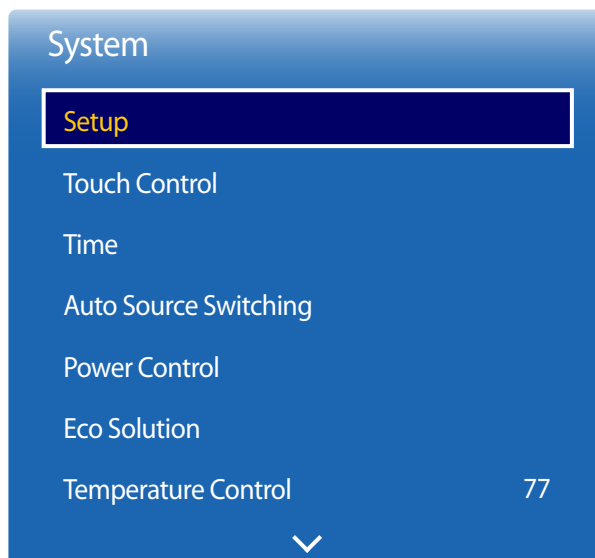 System
Setup
Touch Control
Time
Auto Source Switching
Power Control
Eco Solution
Temperature Control 77